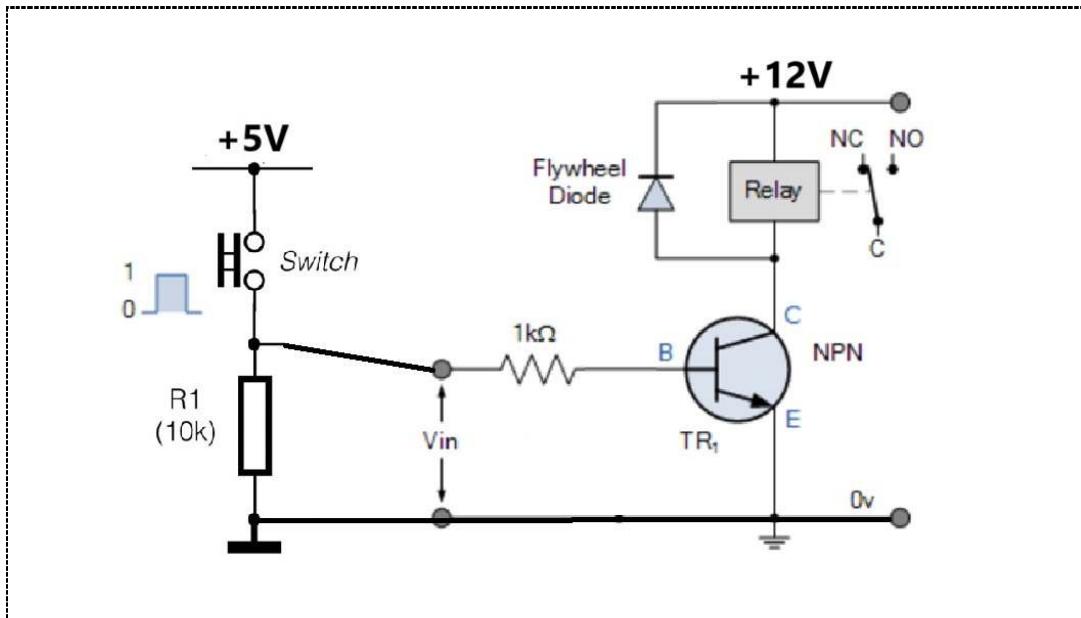 +12V
+5V
NC
NO
Flywheel
Diode
Relay
C
Switch
1
0
1kΩ
C
B
NPN
R1
(10k)
Vin
TR₁
E
0v